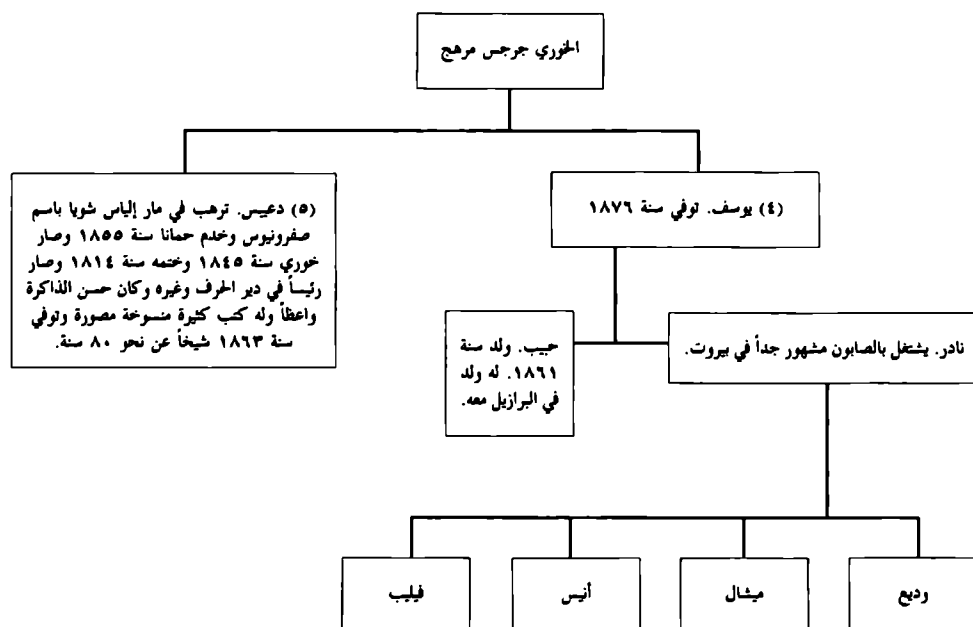 الخوري جرجس مرهج
(٤) يوسف. توفي سنة ١٨٧٦
(٥) دعيبس. ترهب في مار إلياس شويا باسم
صفرونيوس وخدم حمانا سنة ١٨٥٥ وصار
خوري سنة ١٨٤٥ وختمه سنة ١٨١٤ وصار
رئيساً في دير الحرف وغيره وكان حسن الذاكرة
واعظاً وله كتب كثيرة منسوخة مصورة وتوفي
سنة ١٨٦٣ شيخاً عن نحو ٨٠ سنة.
نادر. يشتغل بالصابون مشهور جداً في بيروت.
حبيب. ولد سنة
١٨٦١. له ولد
في البرازيل معه.
وديع
ميشال
أنيس
فيليب